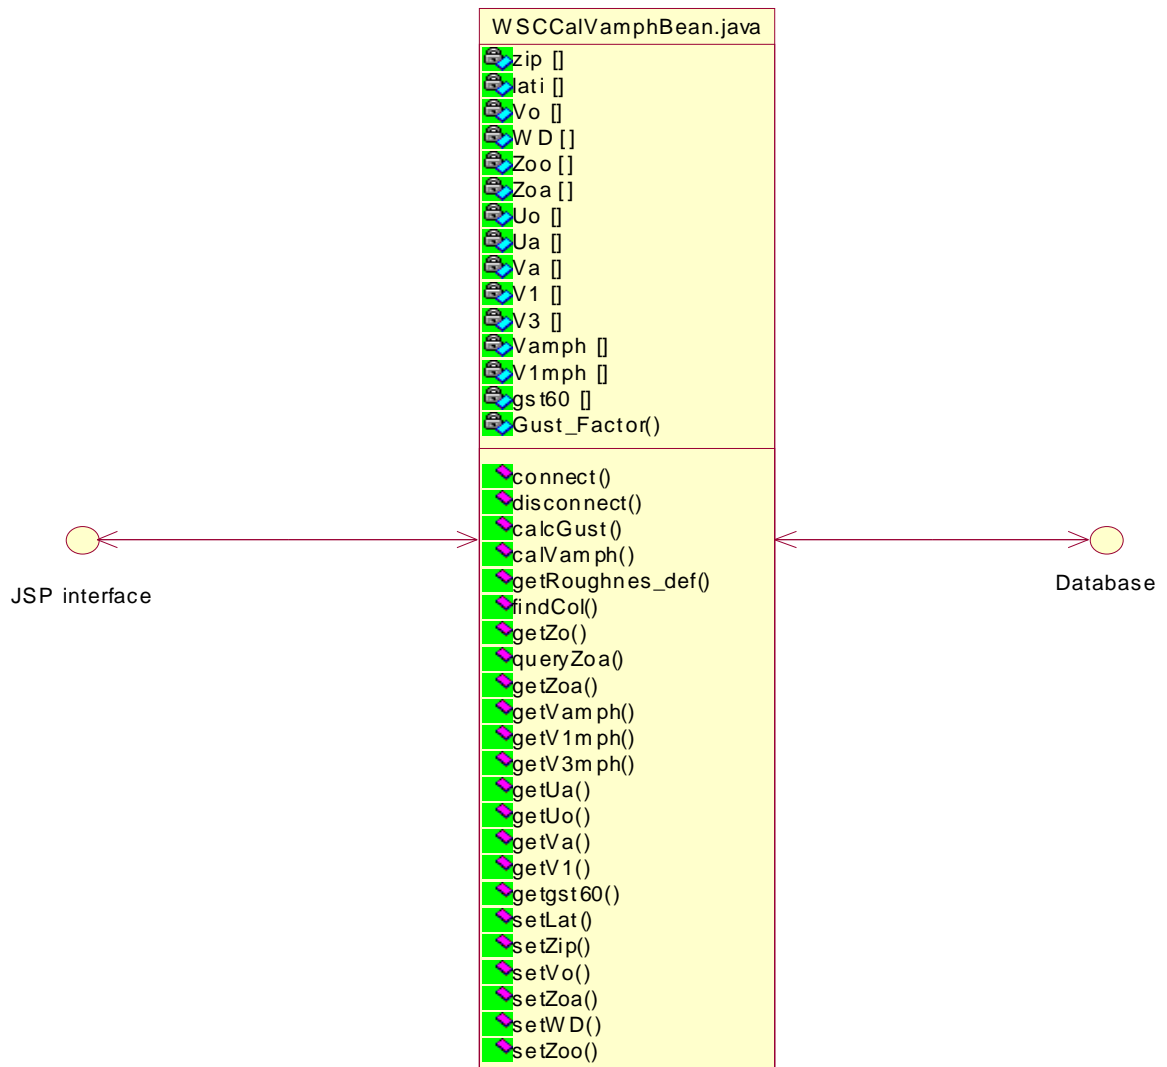 WSCCalVamphBean.java
zip []
lati []
Vo []
WD []
Zoo []
Zoa []
Uo []
Ua []
Va []
V1 []
V3 []
Vamph []
V1mph []
gst60 []
Gust_Factor()
connect()
disconnect()
calcGust()
calVamph()
getRoughnes_def()
findCol()
getZo()
queryZoa()
getZoa()
getVamph()
getV1mph()
getV3mph()
getUa()
getUo()
getVa()
getV1()
getgst60()
setLat()
setZip()
setVo()
setZoa()
setWD()
setZoo()
JSP interface
Database